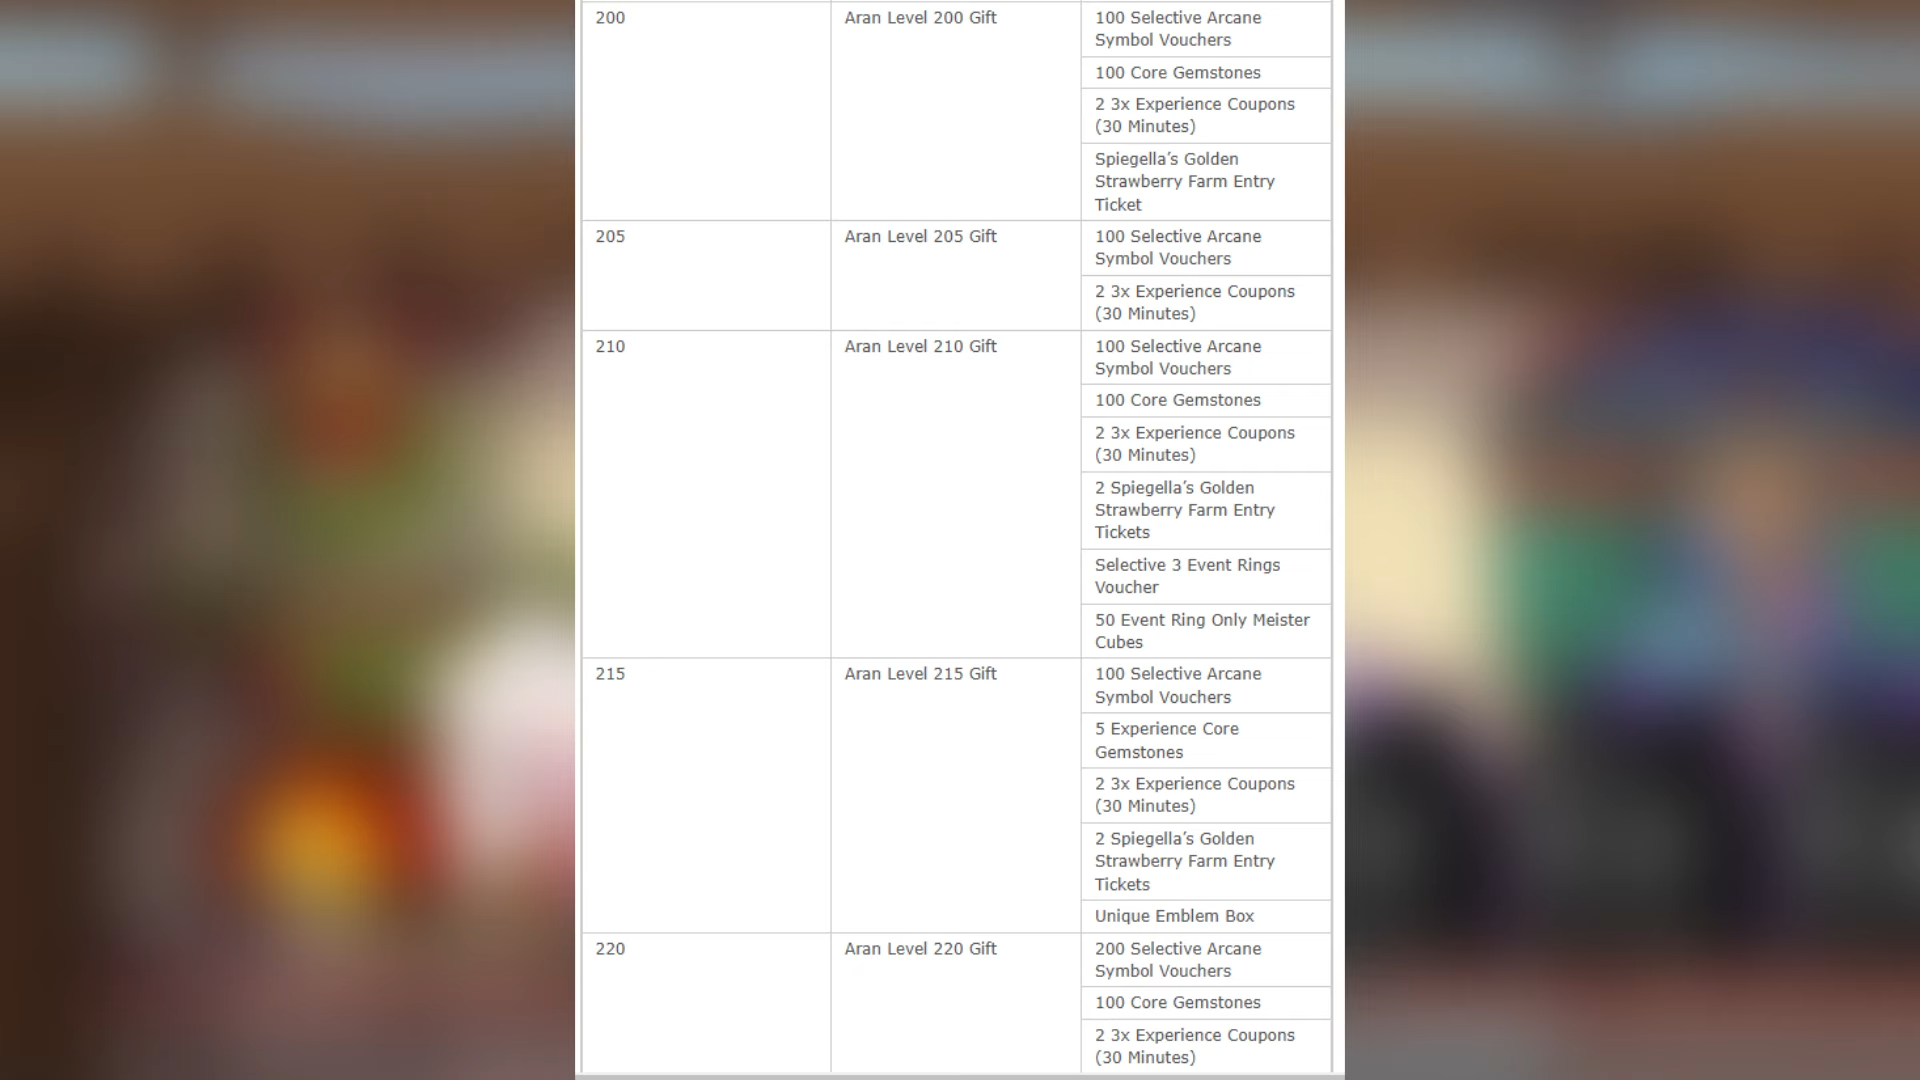 200
Aran Level 200 Gift
100 Selective Arcane
Symbol Vouchers
100 Core Gemstones
2 3x Experience Coupons
(30 Minutes)
Spiegella’s Golden
Strawberry Farm Entry
Ticket
205
Aran Level 205 Gift
100 Selective Arcane
Symbol Vouchers
2 3x Experience Coupons
(30 Minutes)
210
Aran Level 210 Gift
100 Selective Arcane
Symbol Vouchers
100 Core Gemstones
2 3x Experience Coupons
(30 Minutes)
2 Spiegella’s Golden
Strawberry Farm Entry
Tickets
Selective 3 Event Rings
Voucher
50 Event Ring Only Meister
Cubes
215
Aran Level 215 Gift
100 Selective Arcane
Symbol Vouchers
5 Experience Core
Gemstones
2 3x Experience Coupons
(30 Minutes)
2 Spiegella’s Golden
Strawberry Farm Entry
Tickets
Unique Emblem Box
220
Aran Level 220 Gift
200 Selective Arcane
Symbol Vouchers
100 Core Gemstones
2 3x Experience Coupons
(30 Minutes)